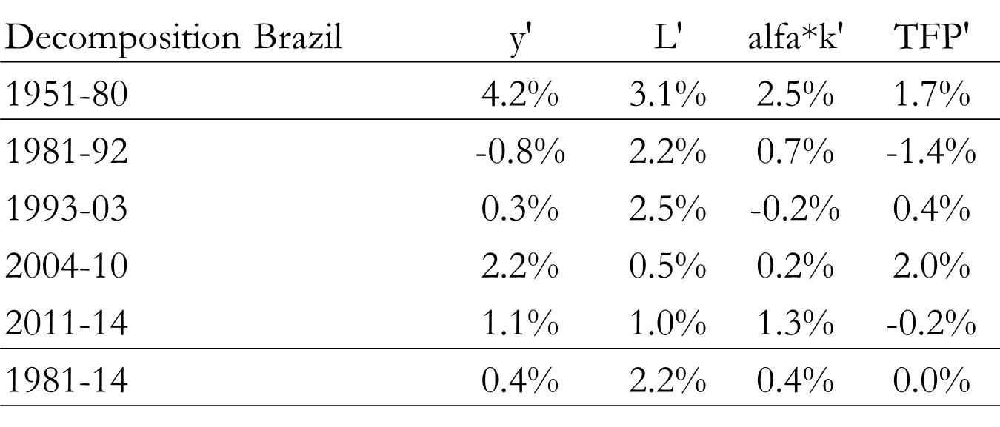 Decomposition Brazil y' L' alfa*k' TFP'
1951-80 4.2% 3.1% 2.5% 1.7%
1981-92 -0.8% 2.2% 0.7% -1.4%
1993-03 0.3% 2.5% -0.2% 0.4%
2004-10 2.2% 0.5% 0.2% 2.0%
2011-14 1.1% 1.0% 1.3% -0.2%
1981-14 0.4% 2.2% 0.4% 0.0%